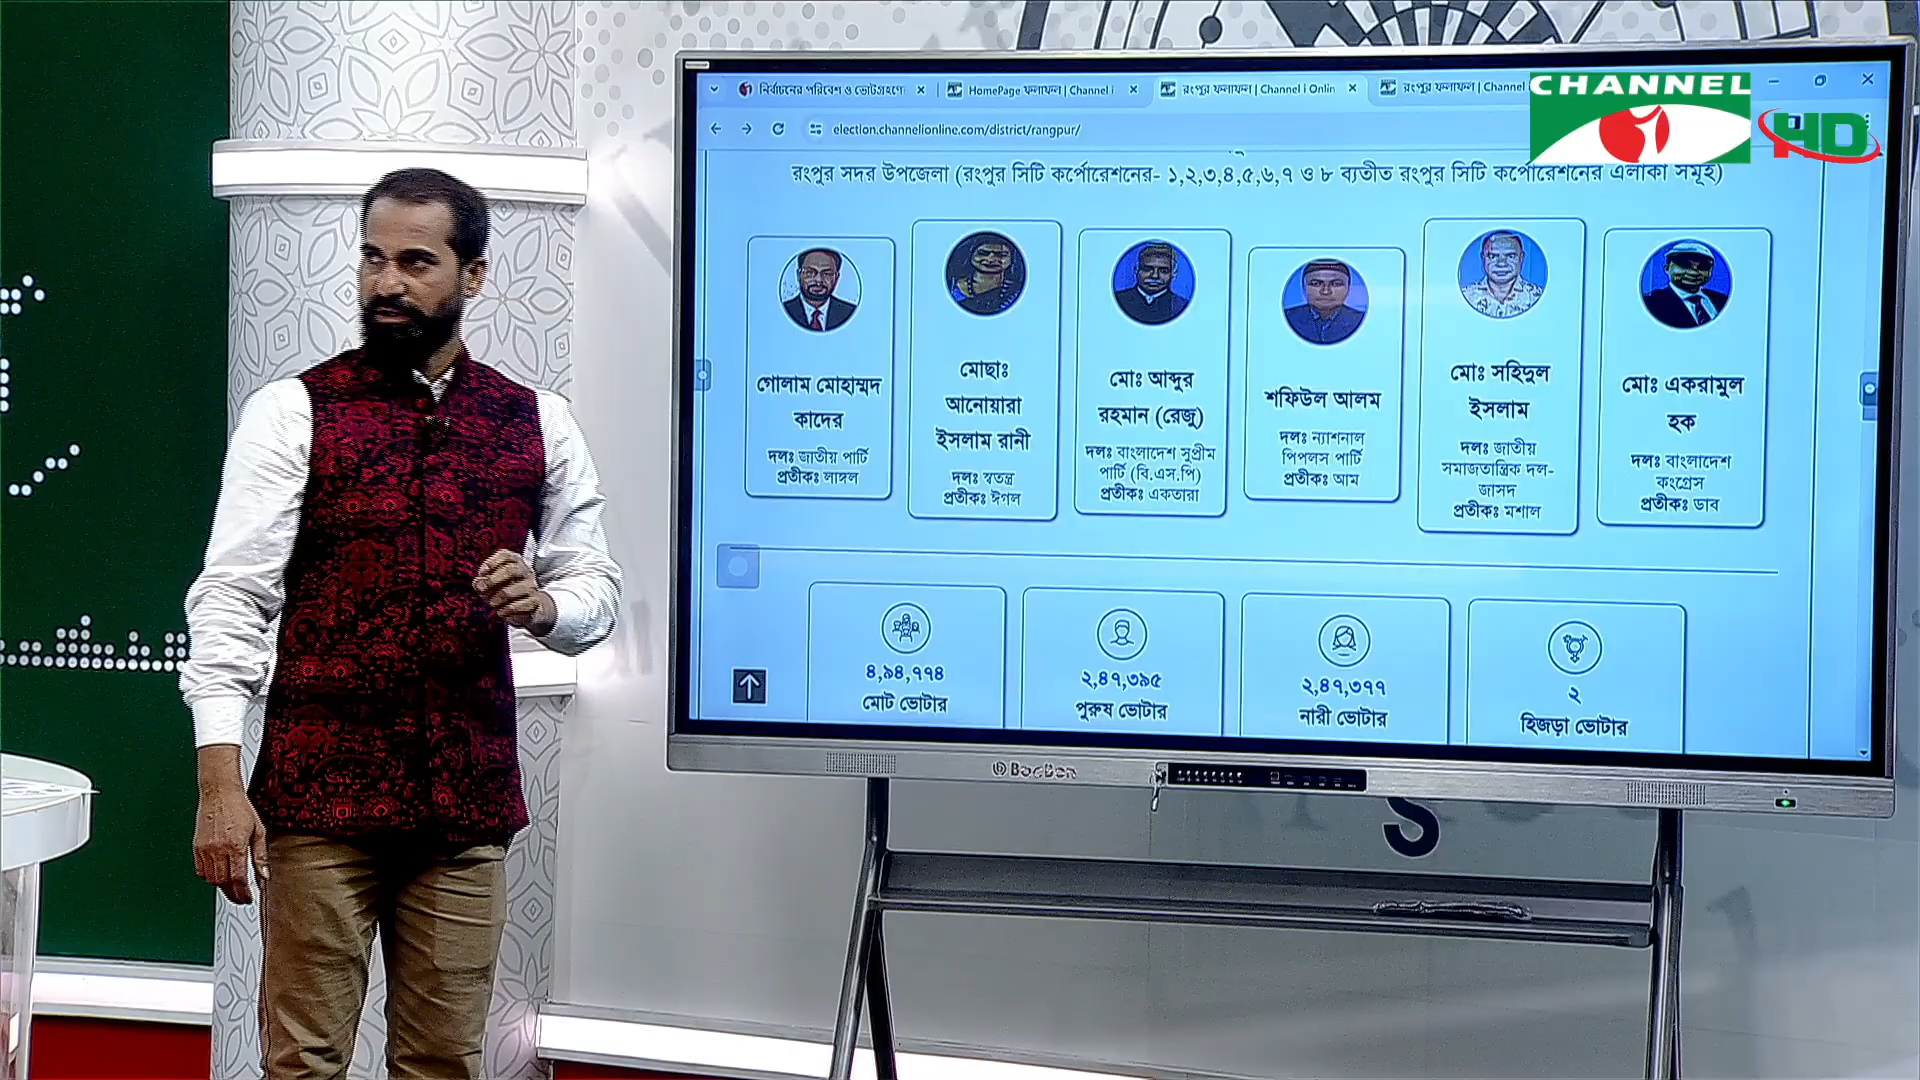 নির্বাচনের পরিবেশ ও ভোটগ্রহণে
HomePage ফলাফল | Channel i
রংপুর ফলাফল | Channel i Onlin
রংপুর ফলাফল | Channel
CHANNEL
HD
election.channelionline.com/district/rangpur/
রংপুর সদর উপজেলা (রংপুর সিটি কর্পোরেশনের- ১,২,৩,৪,৫,৬,৭ ও ৮ ব্যতীত রংপুর সিটি কর্পোরেশনের এলাকা সমূহ)
গোলাম মোহাম্মদ
কাদের
দলঃ জাতীয় পার্টি
প্রতীকঃ লাঙ্গল
মোছাঃ
আনোয়ারা
ইসলাম রানী
দলঃ স্বতন্ত্র
প্রতীকঃ ঈগল
মোঃ আব্দুর
রহমান (রেজু)
দলঃ বাংলাদেশ সুপ্রীম
পার্টি (বি.এস.পি)
প্রতীকঃ একতারা
শফিউল আলম
দলঃ ন্যাশনাল
পিপলস পার্টি
প্রতীকঃ আম
মোঃ সহিদুল
ইসলাম
দলঃ জাতীয়
সমাজতান্ত্রিক দল-
জাসদ
প্রতীকঃ মশাল
মোঃ একরামুল
হক
দলঃ বাংলাদেশ
কংগ্রেস
প্রতীকঃ ডাব
৪,৯৪,৭৭৪
মোট ভোটার
২,৪৭,৩৯৫
পুরুষ ভোটার
২,৪৭,৩৭৭
নারী ভোটার
২
হিজড়া ভোটার
S